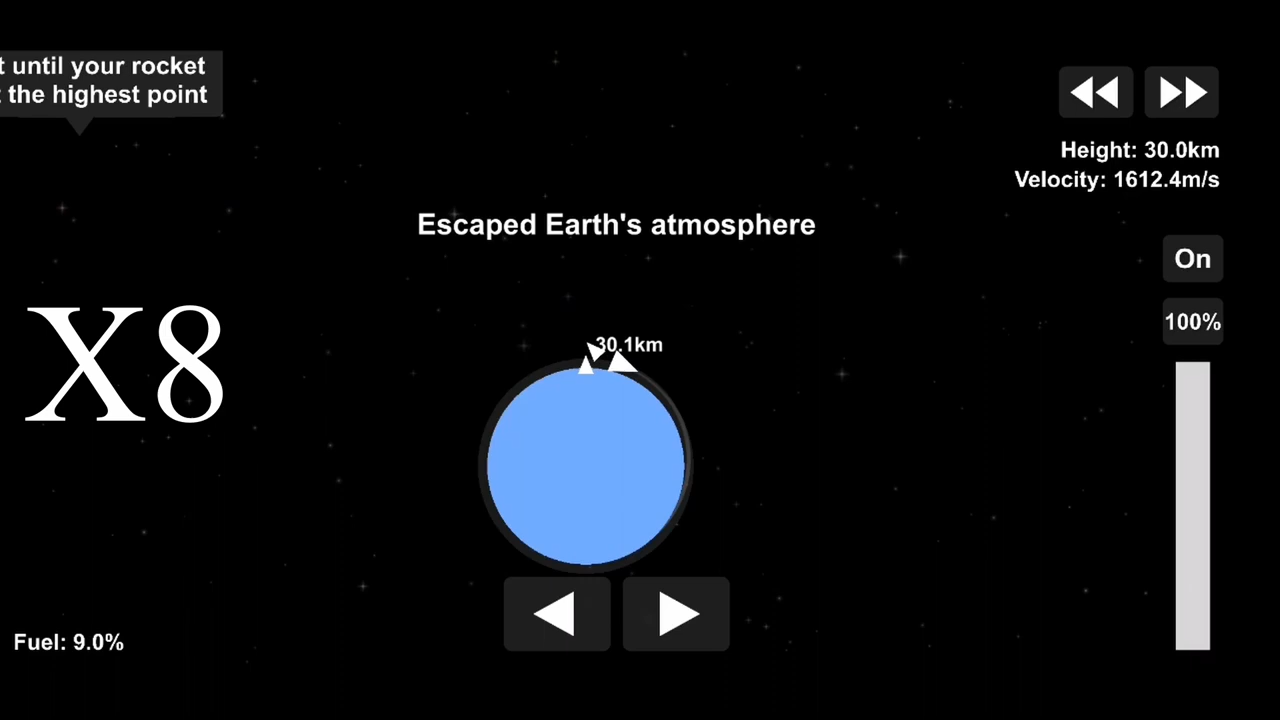 until your rocket
the highest point
Height: 30.0km
Velocity: 1612.4m/s
Escaped Earth's atmosphere
On
X8
100%
30.1km
Fuel: 9.0%